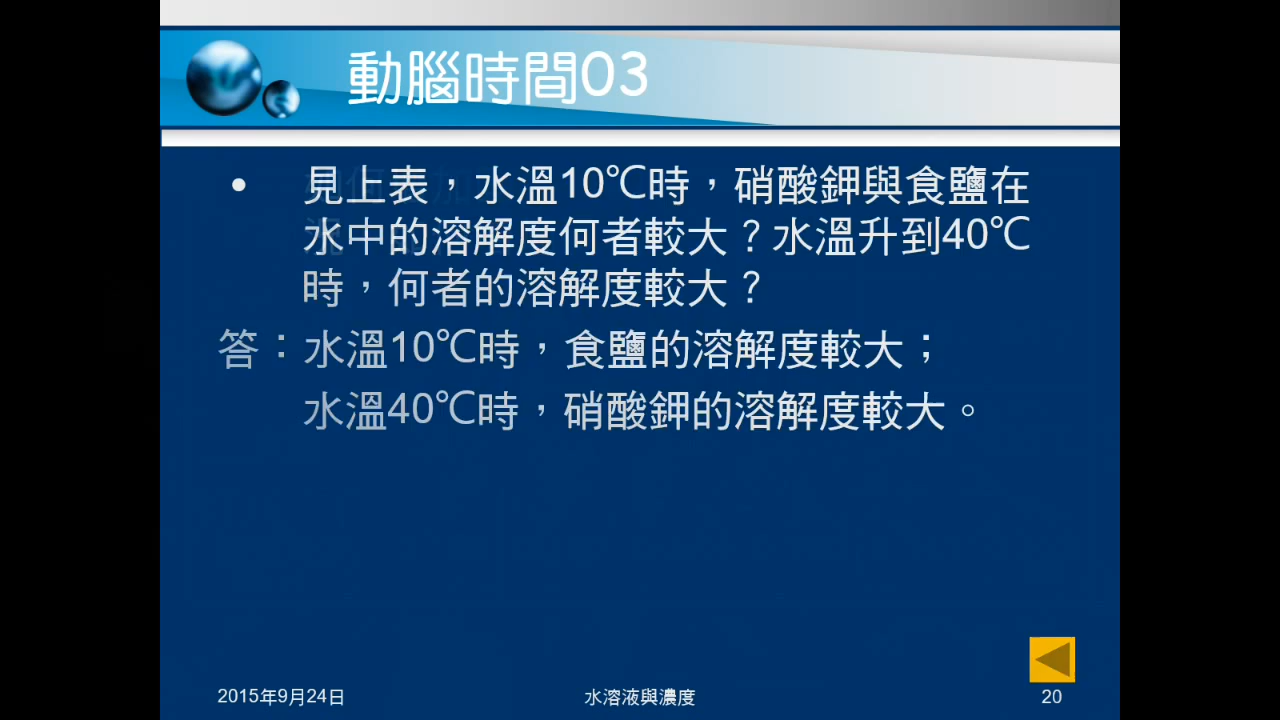 動腦時間03
• 見上表，水溫10℃時，硝酸鉀與食鹽在
水中的溶解度何者較大？水溫升到40℃
時，何者的溶解度較大？
答：水溫10℃時，食鹽的溶解度較大；
水溫40℃時，硝酸鉀的溶解度較大。
2015年9月24日
水溶液與濃度
20